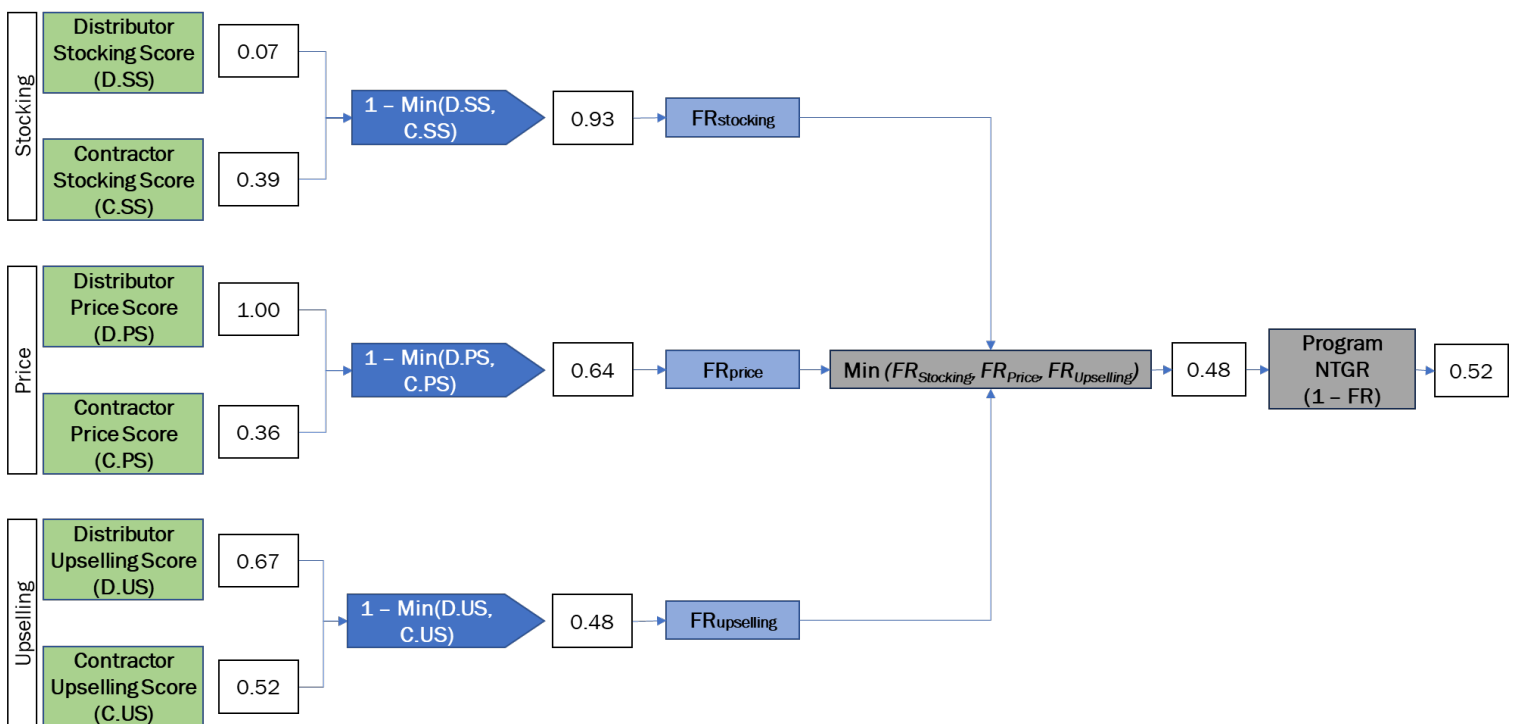 Stocking
Distributor
Stocking Score
(D.SS)
0.07
Contractor
Stocking Score
(C.SS)
0.39
1 – Min(D.SS,
C.SS)
0.93
FRstocking
Price
Distributor
Price Score
(D.PS)
1.00
Contractor
Price Score
(C.PS)
0.36
1 – Min(D.PS,
C.PS)
0.64
FRprice
Upselling
Distributor
Upselling Score
(D.US)
0.67
Contractor
Upselling Score
(C.US)
0.52
1 – Min(D.US,
C.US)
0.48
FRupselling
Min (FRStocking, FRPrice, FRUpselling)
0.48
Program
NTGR
(1 – FR)
0.52